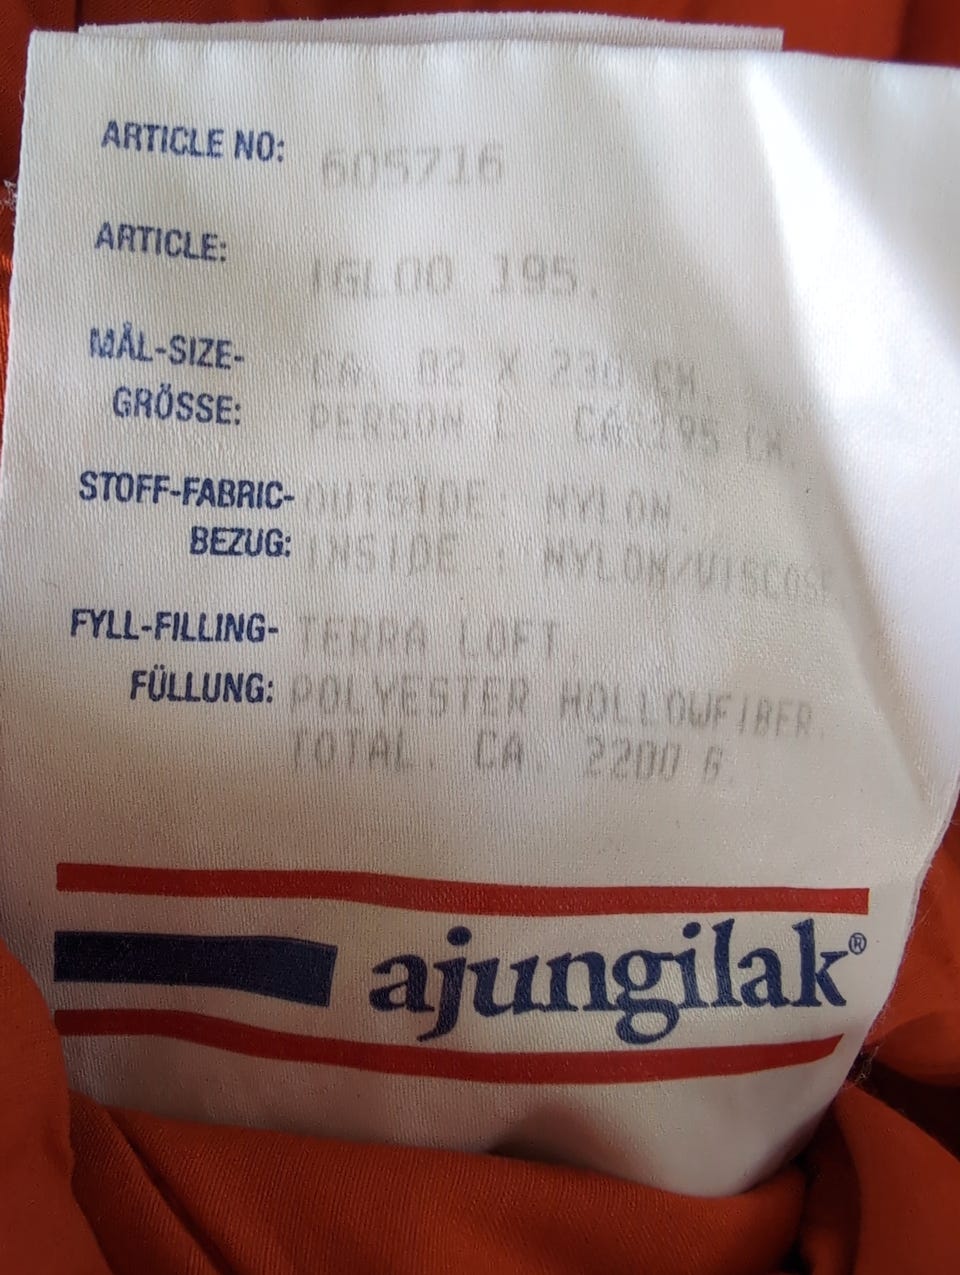 ARTICLE NO: 605716
ARTICLE: IGLOO 195.
MÅL-SIZE- CA. 82 X 230 CM.
GRÖSSE: PERSON L CA 195 CM
STOFF-FABRIC- OUTSIDE: NYLON
BEZUG: INSIDE : NYLON/VISCOSE
FYLL-FILLING- TERRA LOFT
FÜLLUNG: POLYESTER HOLLOWFIBER.
TOTAL. CA. 2200 G.
ajungilak®